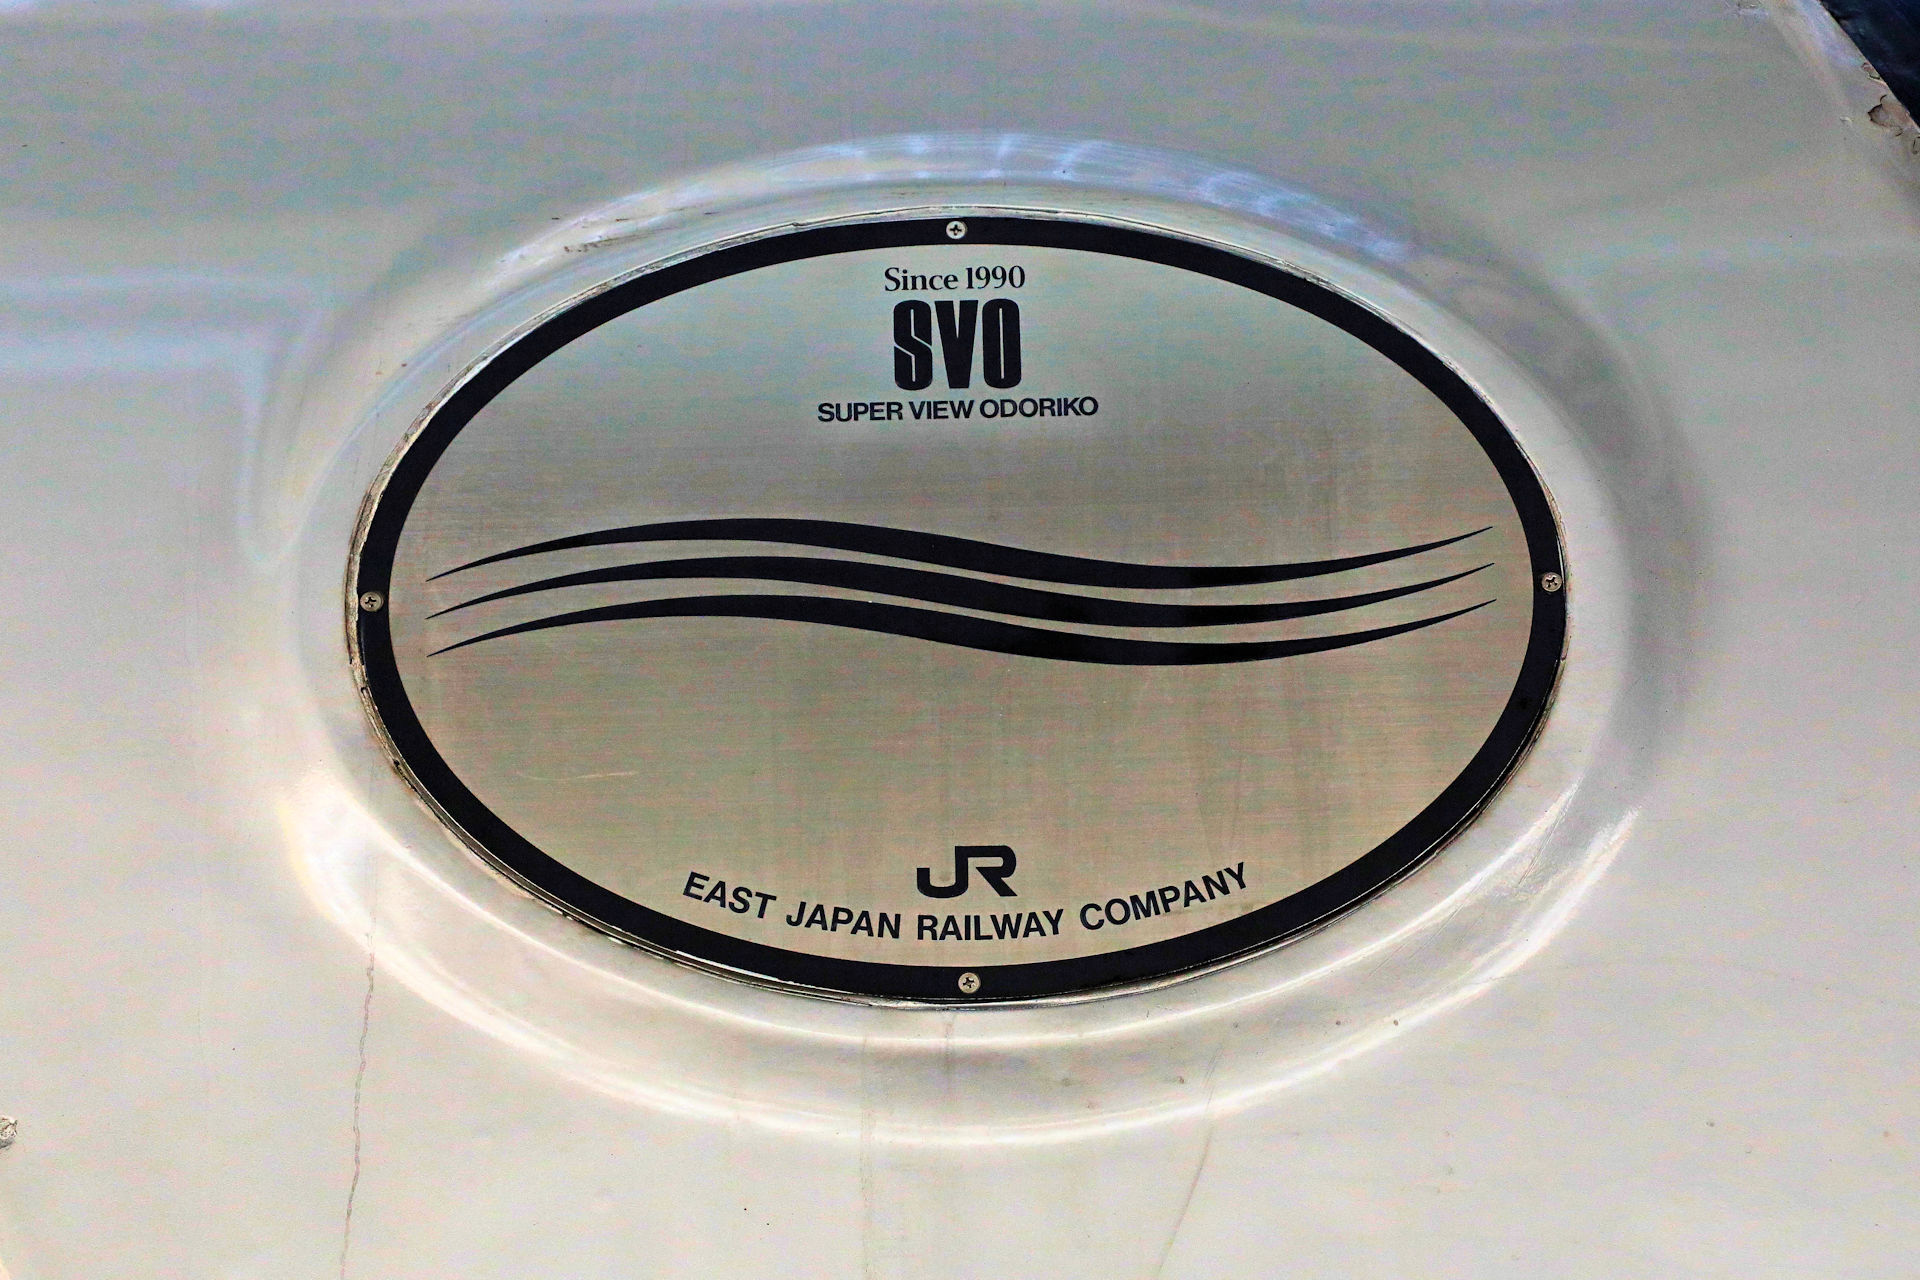 Since 1990
SVO
SUPER VIEW ODORIKO
JR
EAST JAPAN RAILWAY COMPANY